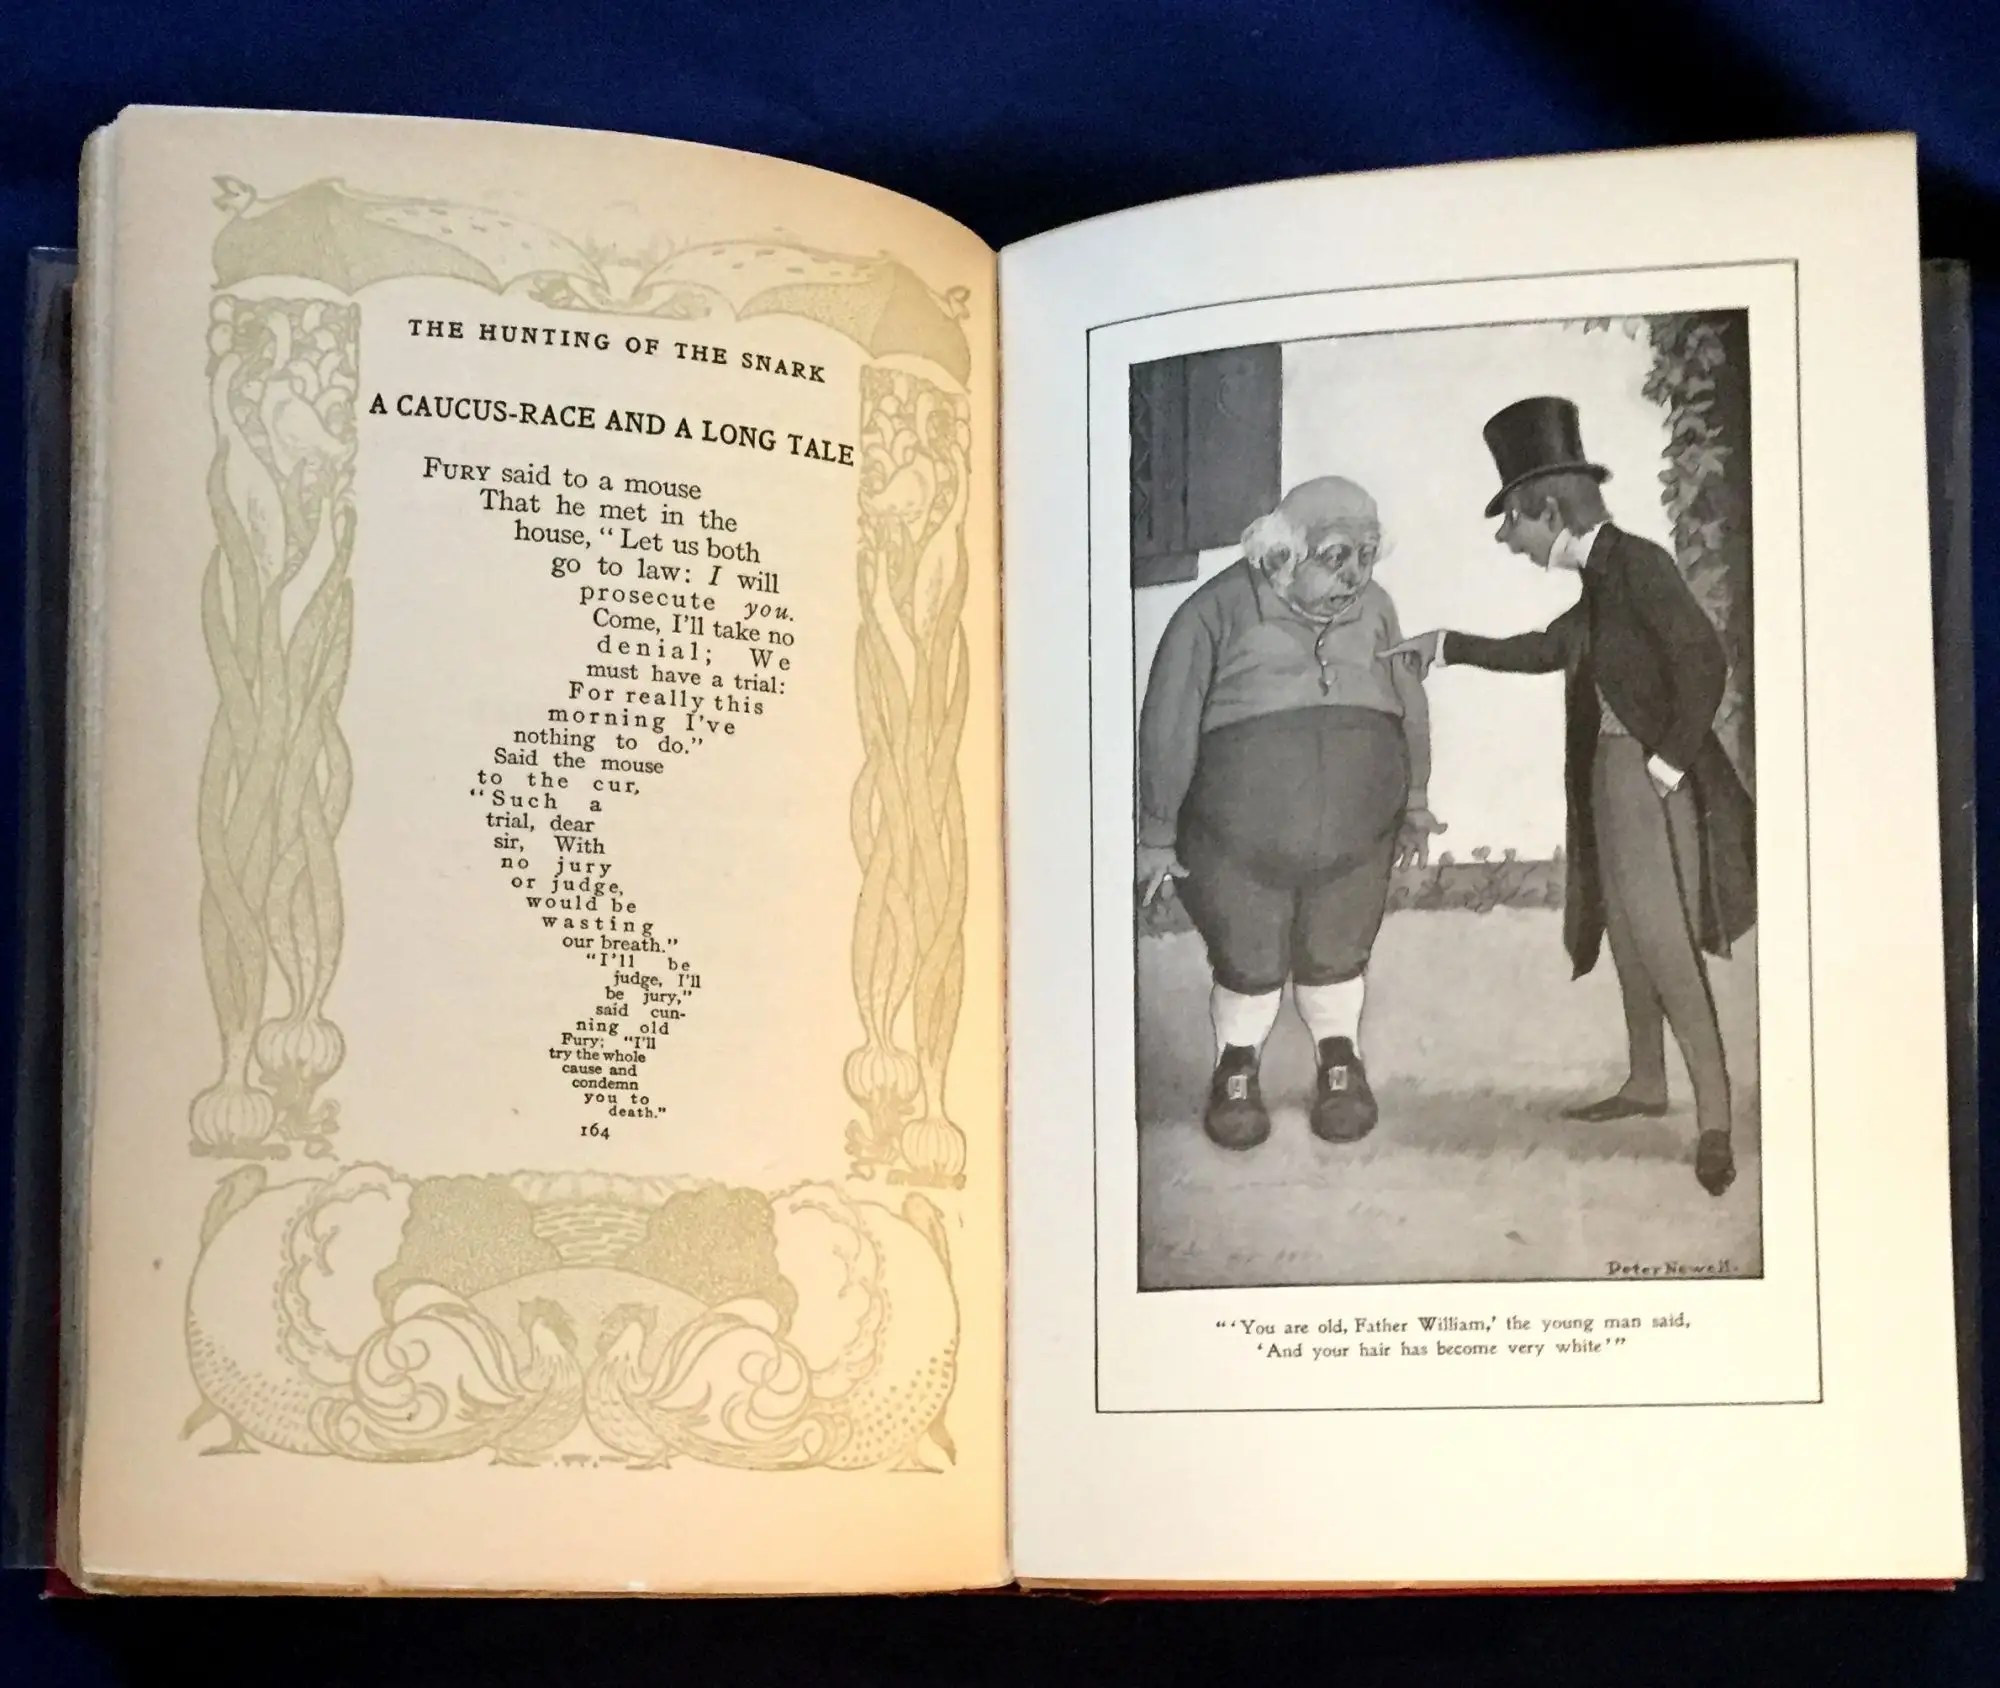 THE HUNTING OF THE SNARK
A CAUCUS-RACE AND A LONG TALE
FURY said to a mouse
That he met in the
house, “Let us both
go to law: I will
prosecute you.
Come, I'll take no
denial; We
must have a trial:
For really this
morning I've
nothing to do.”
Said the mouse
to the cur,
“Such a
trial, dear
sir, With
no jury
or judge,
would be
wasting
our breath.”
“I'll be
judge, I'll
be jury,”
said cun-
ning old
Fury: “I'll
try the whole
cause and
condemn
you to
death.”
164
Peter Newell.
“‘You are old, Father William,’ the young man said,
‘And your hair has become very white’”